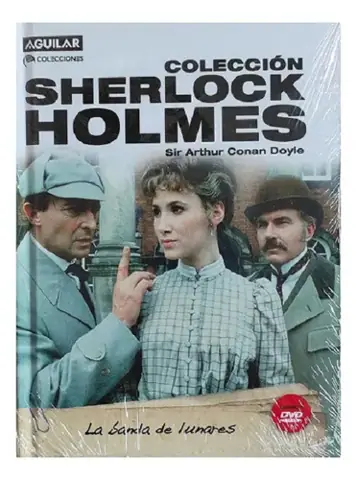 AGUILAR
COLECCIONES
COLECCIÓN
SHERLOCK
HOLMES
Sir Arthur Conan Doyle
La banda de lunares
DVD